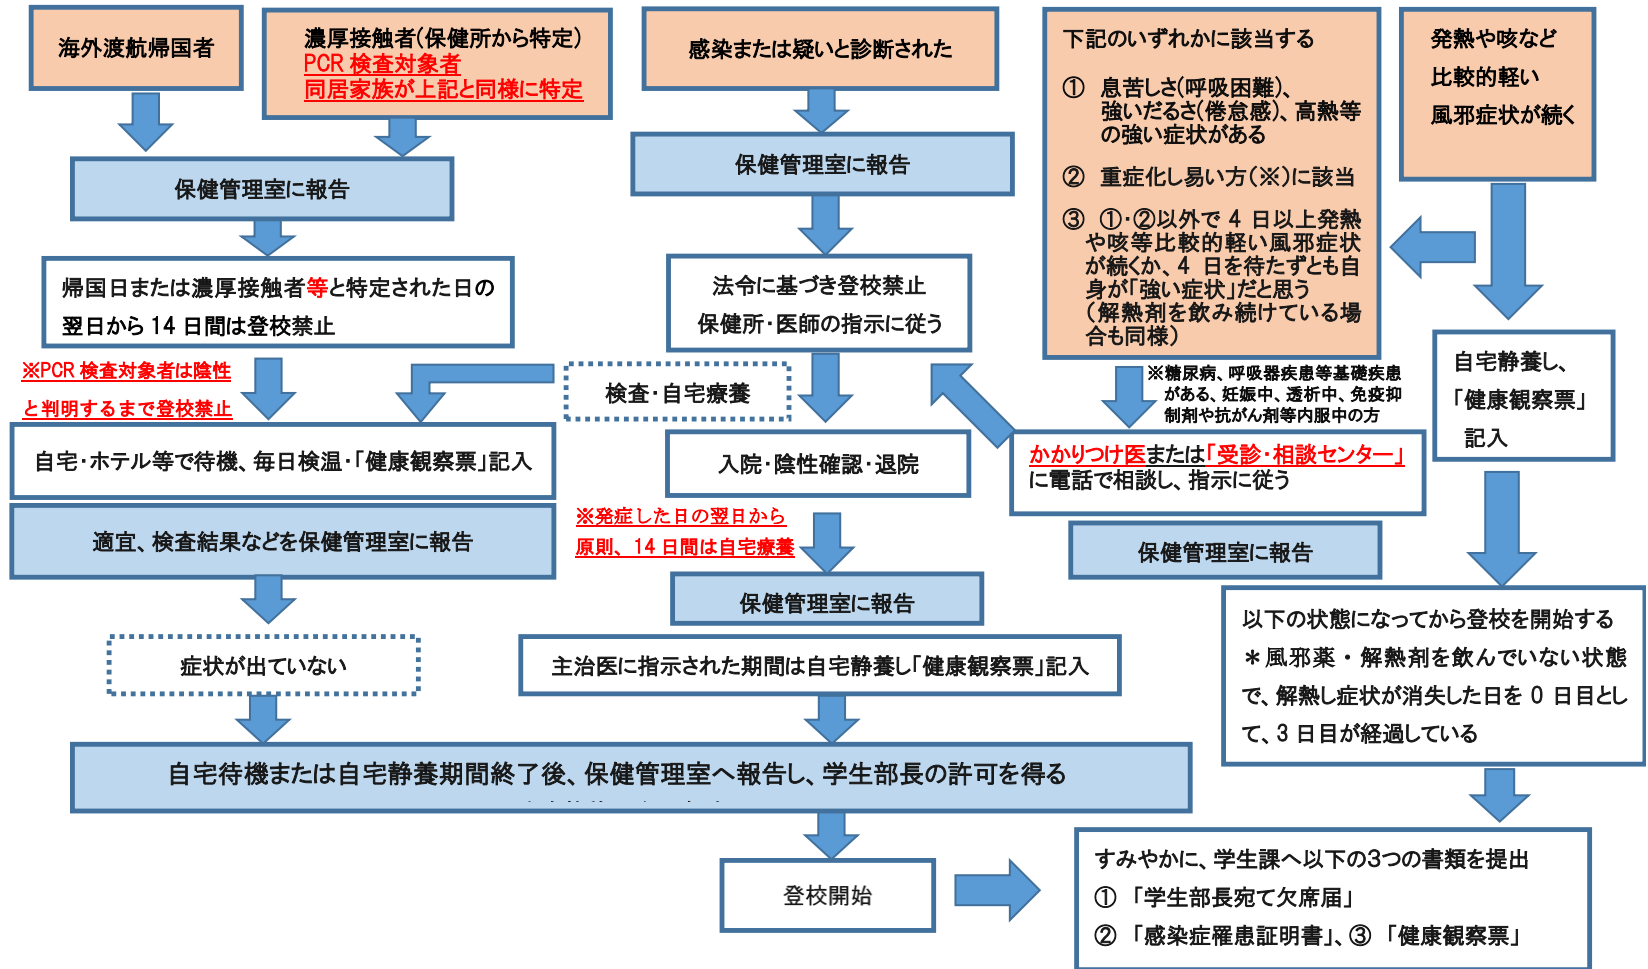 海外渡航帰国者
濃厚接触者(保健所から特定)
PCR 検査対象者
同居家族が上記と同様に特定
感染または疑いと診断された
下記のいずれかに該当する
① 息苦しさ(呼吸困難)、
強いだるさ(倦怠感)、高熱等
の強い症状がある
② 重症化し易い方(※)に該当
③ ①・②以外で 4 日以上発熱
や咳等比較的軽い風邪症状
が続くか、4 日を待たずとも自
身が「強い症状」だと思う
(解熱剤を飲み続けている場
合も同様)
発熱や咳など
比較的軽い
風邪症状が続く
保健管理室に報告
保健管理室に報告
帰国日または濃厚接触者等と特定された日の
翌日から 14 日間は登校禁止
法令に基づき登校禁止
保健所・医師の指示に従う
※PCR 検査対象者は陰性
と判明するまで登校禁止
検査・自宅療養
※糖尿病、呼吸器疾患等基礎疾患
がある、妊娠中、透析中、免疫抑
制剤や抗がん剤等内服中の方
自宅静養し、
「健康観察票」
記入
自宅・ホテル等で待機、毎日検温・「健康観察票」記入
入院・陰性確認・退院
かかりつけ医または「受診・相談センター」
に電話で相談し、指示に従う
適宜、検査結果などを保健管理室に報告
※発症した日の翌日から
原則、14 日間は自宅療養
保健管理室に報告
保健管理室に報告
以下の状態になってから登校を開始する
＊風邪薬・解熱剤を飲んでいない状態
で、解熱し症状が消失した日を 0 日目とし
て、3 日目が経過している
症状が出ていない
主治医に指示された期間は自宅静養し「健康観察票」記入
自宅待機または自宅静養期間終了後、保健管理室へ報告し、学生部長の許可を得る
登校開始
すみやかに、学生課へ以下の3つの書類を提出
① 「学生部長宛て欠席届」
② 「感染症罹患証明書」、③ 「健康観察票」